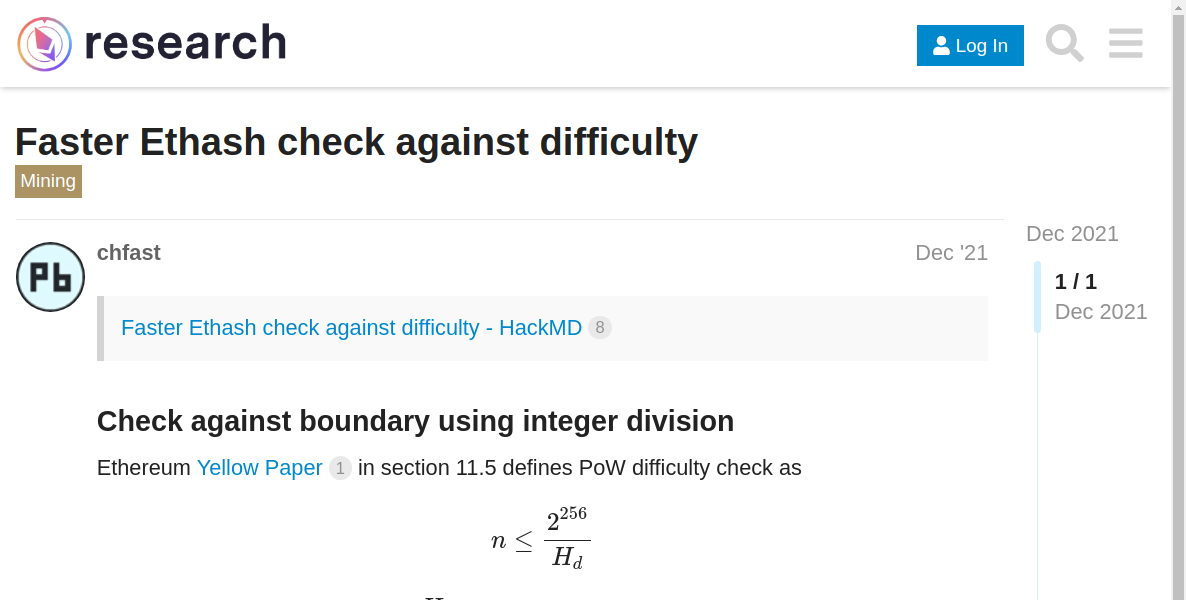 research
Log In
Faster Ethash check against difficulty
Mining
chfast
Dec '21
Dec 2021
1 / 1
Dec 2021
Pb
Faster Ethash check against difficulty - HackMD 8
Check against boundary using integer division
Ethereum Yellow Paper 1 in section 11.5 defines PoW difficulty check as
n ≤ 2^256 / H_d